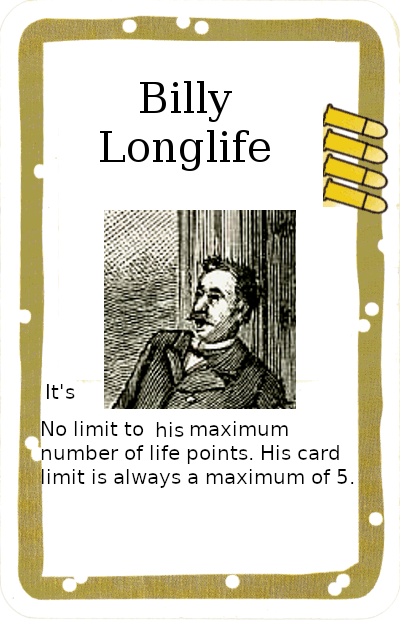 Billy
Longlife
It's
No limit to his maximum
number of life points. His card
limit is always a maximum of 5.